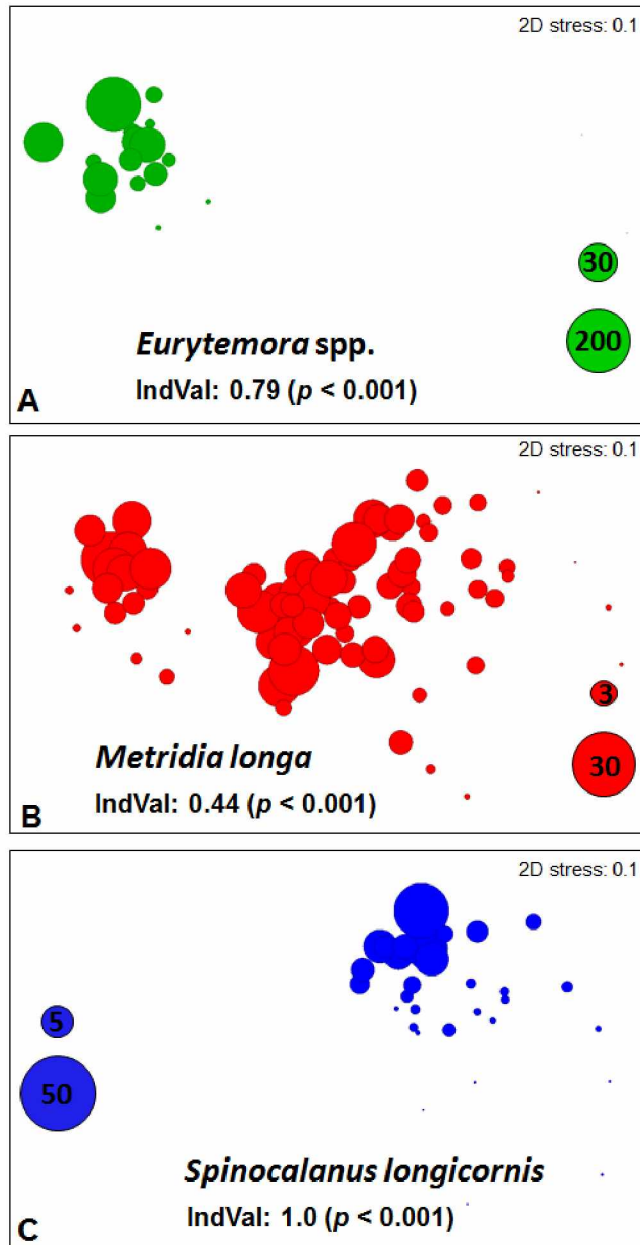 2D stress: 0.1
30
200
Eurytemora spp.
IndVal: 0.79 (p < 0.001)
A
2D stress: 0.1
3
30
Metridia longa
IndVal: 0.44 (p < 0.001)
B
2D stress: 0.1
5
50
Spinocalanus longicornis
IndVal: 1.0 (p < 0.001)
C